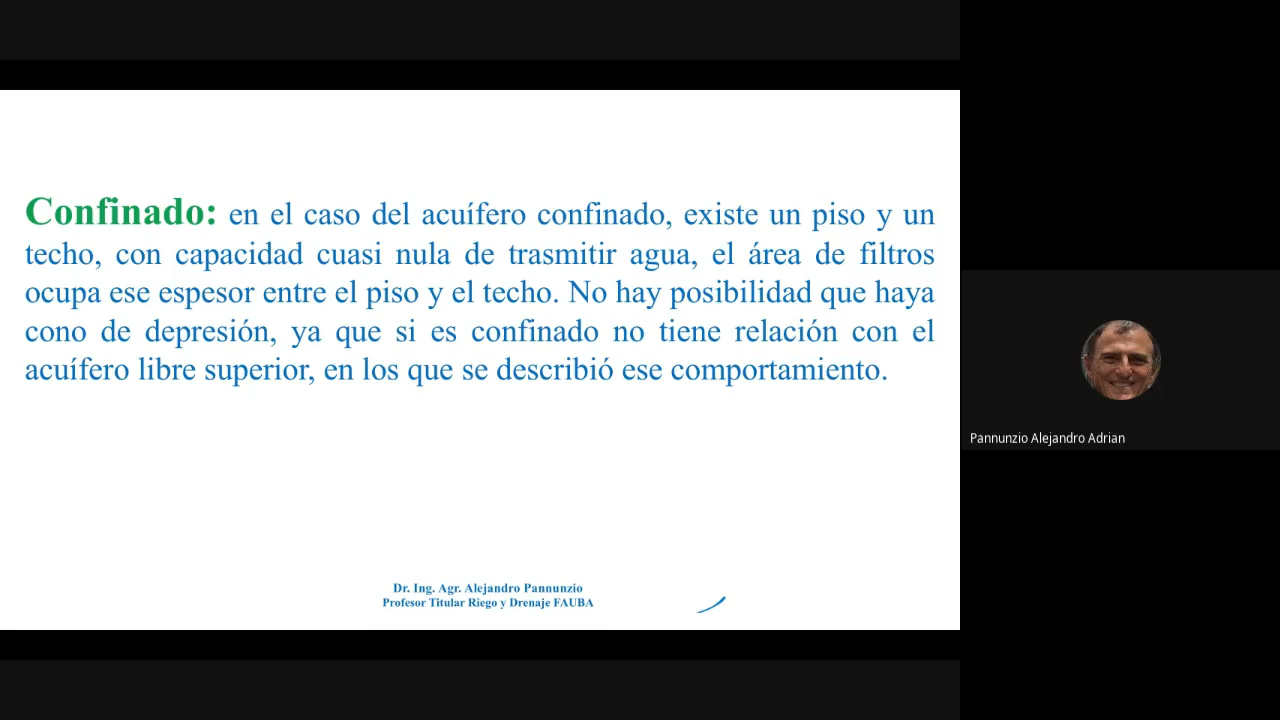 Confinado: en el caso del acuífero confinado, existe un piso y un
techo, con capacidad cuasi nula de trasmitir agua, el área de filtros
ocupa ese espesor entre el piso y el techo. No hay posibilidad que haya
cono de depresión, ya que si es confinado no tiene relación con el
acuífero libre superior, en los que se describió ese comportamiento.
Pannunzio Alejandro Adrian
Dr. Ing. Agr. Alejandro Pannunzio
Profesor Titular Riego y Drenaje FAUBA